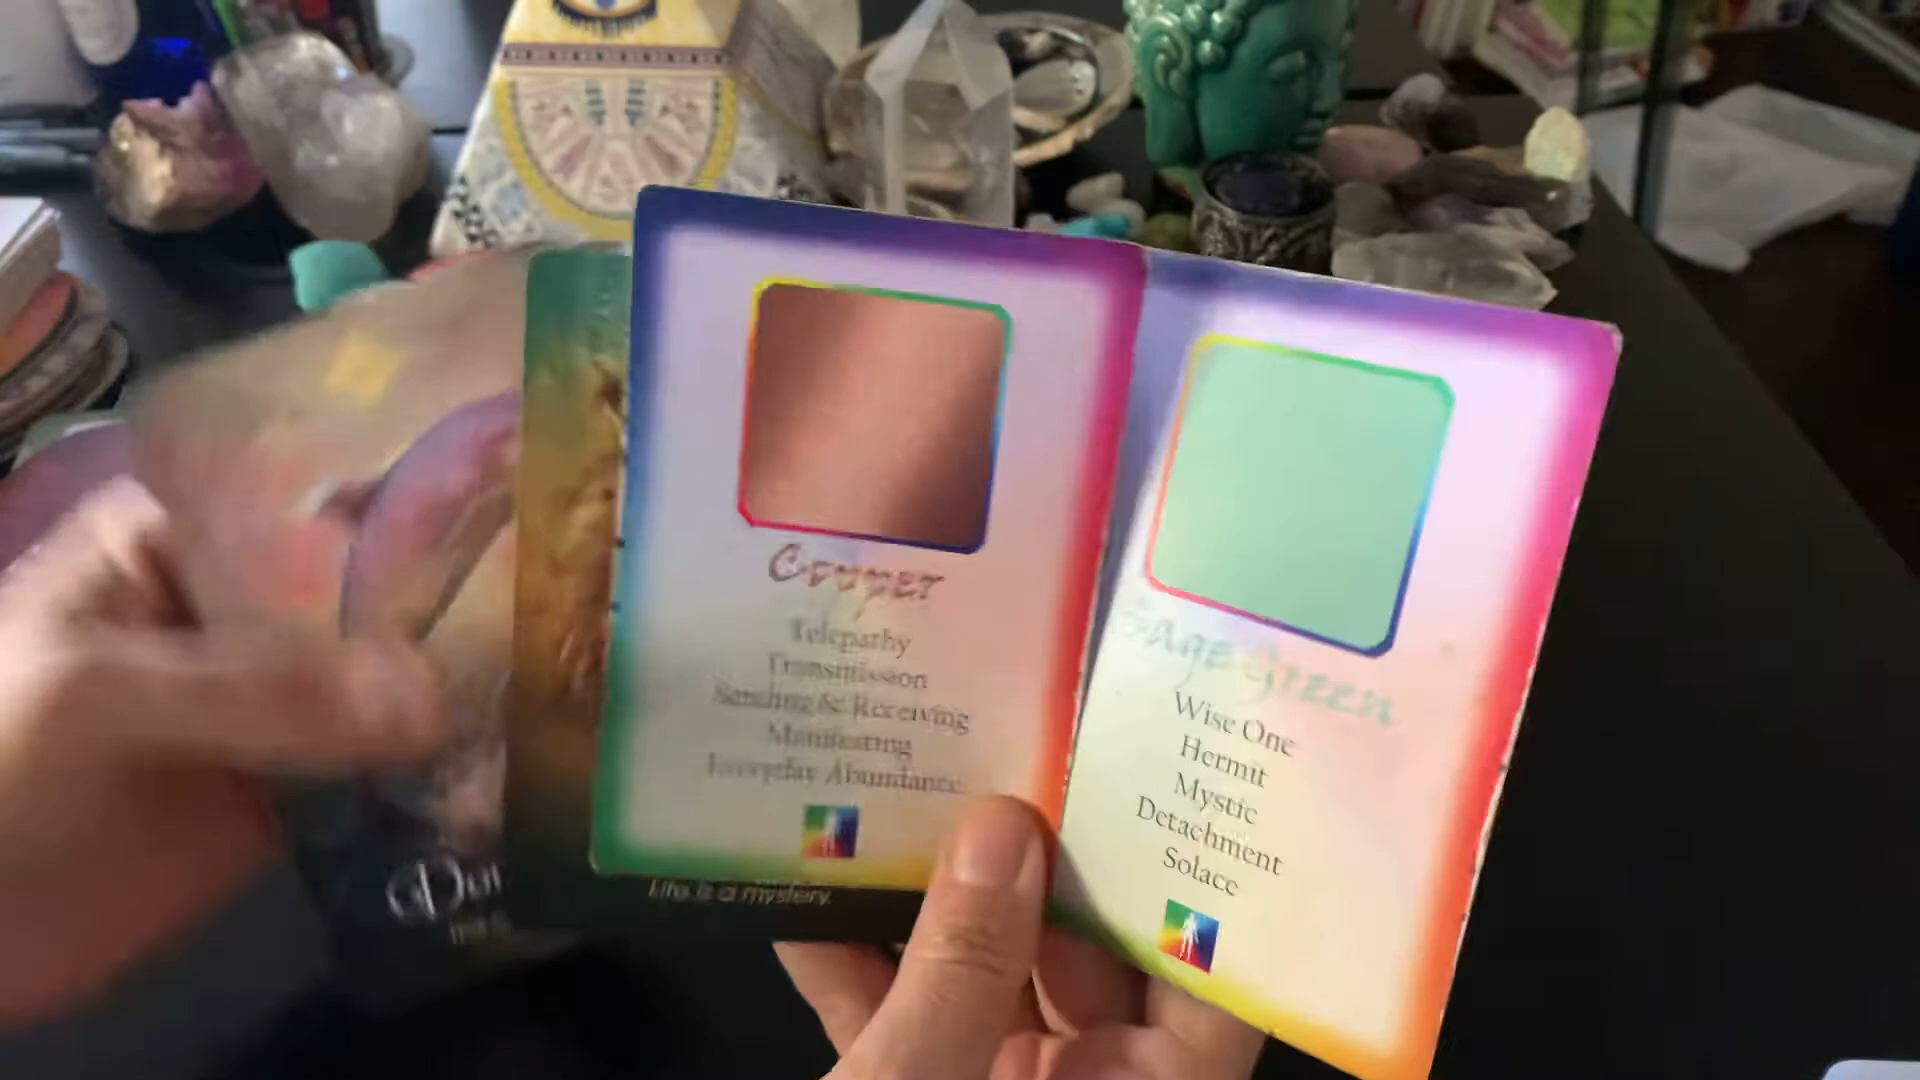 Copper
Telepathy
Transmission
Sending & Receiving
Manifesting
Everyday Abundance
Life is a mystery.
Sage Green
Wise One
Hermit
Mystic
Detachment
Solace